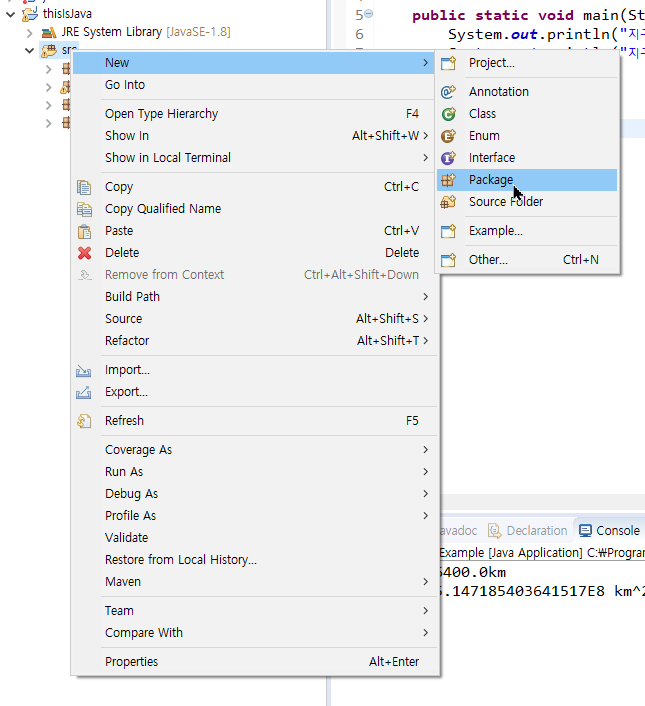 thisIsJava
JRE System Library [JavaSE-1.8]
src
5
public static void main(St
6
System.out.println("지구
New
Go Into
Open Type Hierarchy F4
Show In Alt+Shift+W
Show in Local Terminal
Copy Ctrl+C
Copy Qualified Name
Paste Ctrl+V
Delete Delete
Remove from Context Ctrl+Alt+Shift+Down
Build Path
Source Alt+Shift+S
Refactor Alt+Shift+T
Import...
Export...
Refresh F5
Coverage As
Run As
Debug As
Profile As
Validate
Restore from Local History...
Maven
Team
Compare With
Properties Alt+Enter
Project...
Annotation
Class
Enum
Interface
Package
Source Folder
Example...
Other... Ctrl+N
avadoc
Declaration
Console
Example [Java Application] C:₩Progran
400.0km
.147185403641517E8 km^2